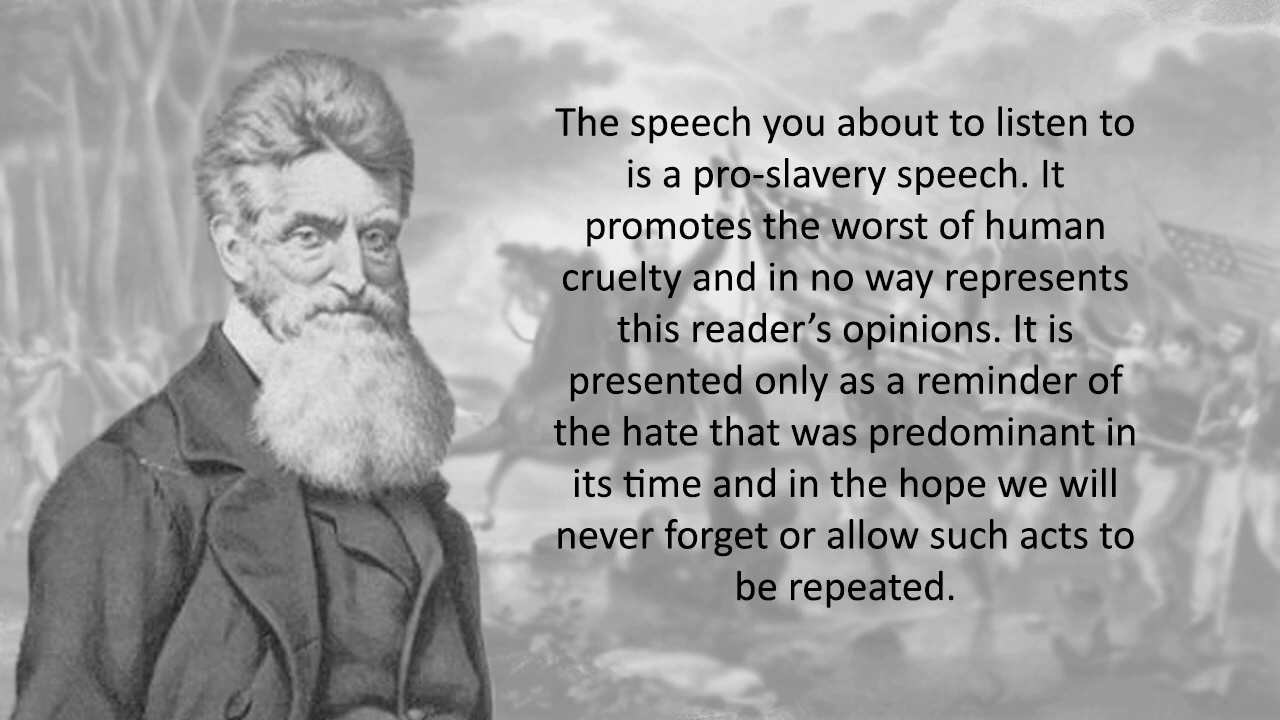 The speech you about to listen to
is a pro-slavery speech. It
promotes the worst of human
cruelty and in no way represents
this reader’s opinions. It is
presented only as a reminder of
the hate that was predominant in
its time and in the hope we will
never forget or allow such acts to
be repeated.